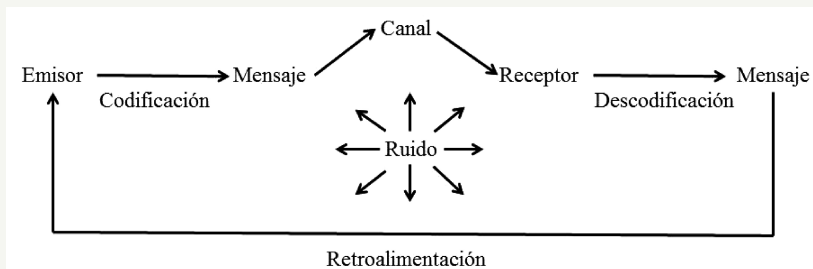 Canal
Emisor Mensaje Receptor Mensaje
Codificación Descodificación
Ruido
Retroalimentación